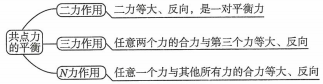 共点力
的平衡
二力作用 二力等大、反向，是一对平衡力
三力作用 任意两个力的合力与第三个力等大、反向
N力作用 任意一个力与其他所有力的合力等大、反向